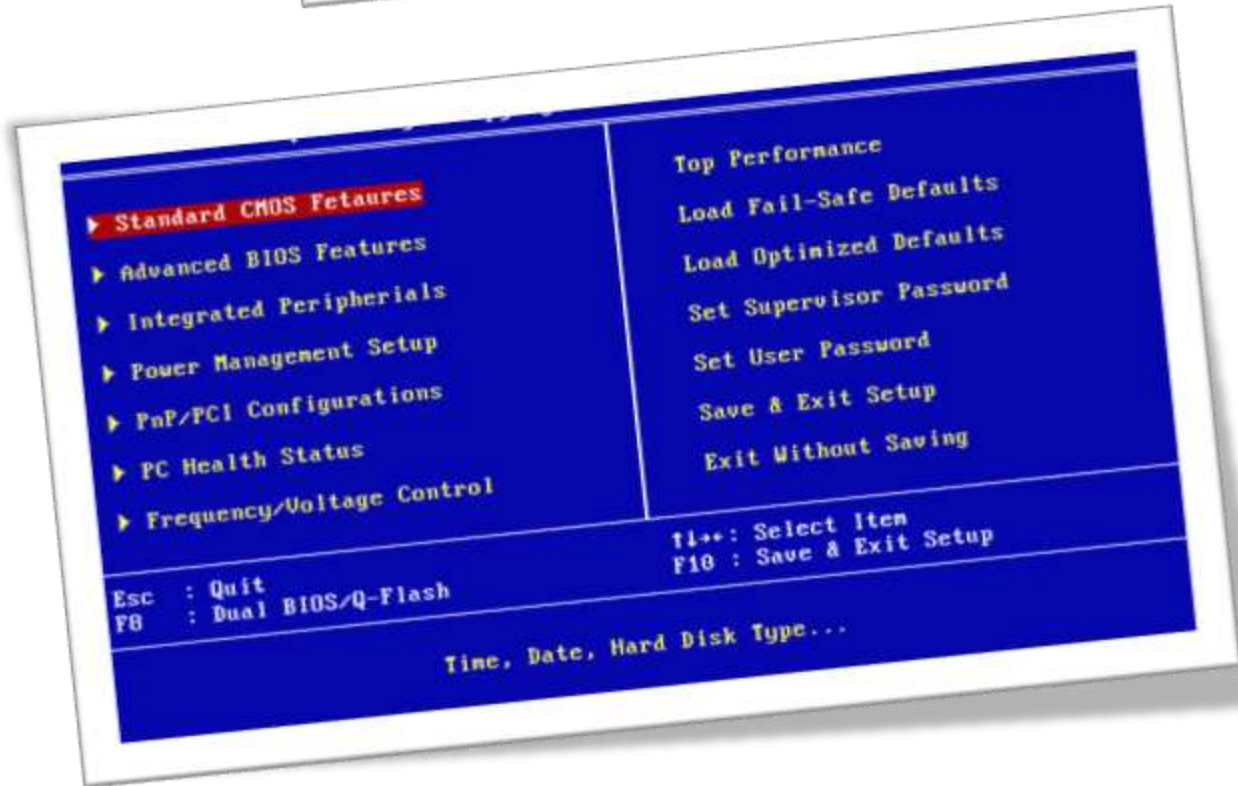 Standard CMOS Fetaures
Advanced BIOS Features
Integrated Peripherials
Power Management Setup
PnP/PCI Configurations
PC Health Status
Frequency/Voltage Control
Top Performance
Load Fail-Safe Defaults
Load Optimized Defaults
Set Supervisor Password
Set User Password
Save & Exit Setup
Exit Without Saving
Esc : Quit
F8 : Dual BIOS/Q-Flash
↑↓→←: Select Item
F10 : Save & Exit Setup
Time, Date, Hard Disk Type...